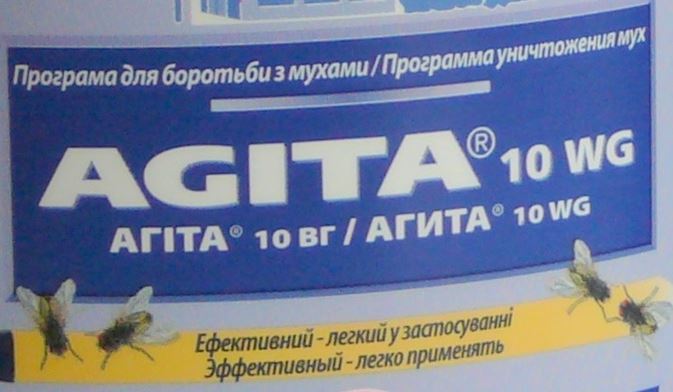 Програма для боротьби з мухами / Программа уничтожения мух
AGITA® 10 WG
АГІТА® 10 ВГ / АГИТА® 10 WG
Ефективний - легкий у застосуванні
Эффективный - легко применять